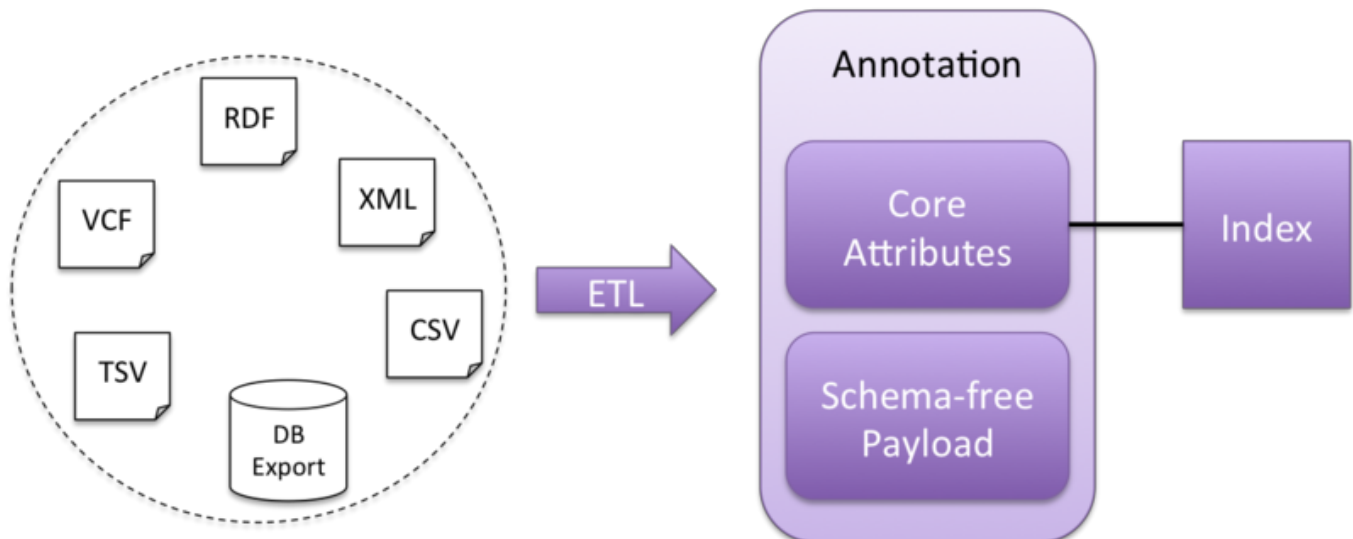 RDF
XML
VCF
CSV
TSV
DB
Export
ETL
Annotation
Core
Attributes
Schema-free
Payload
Index